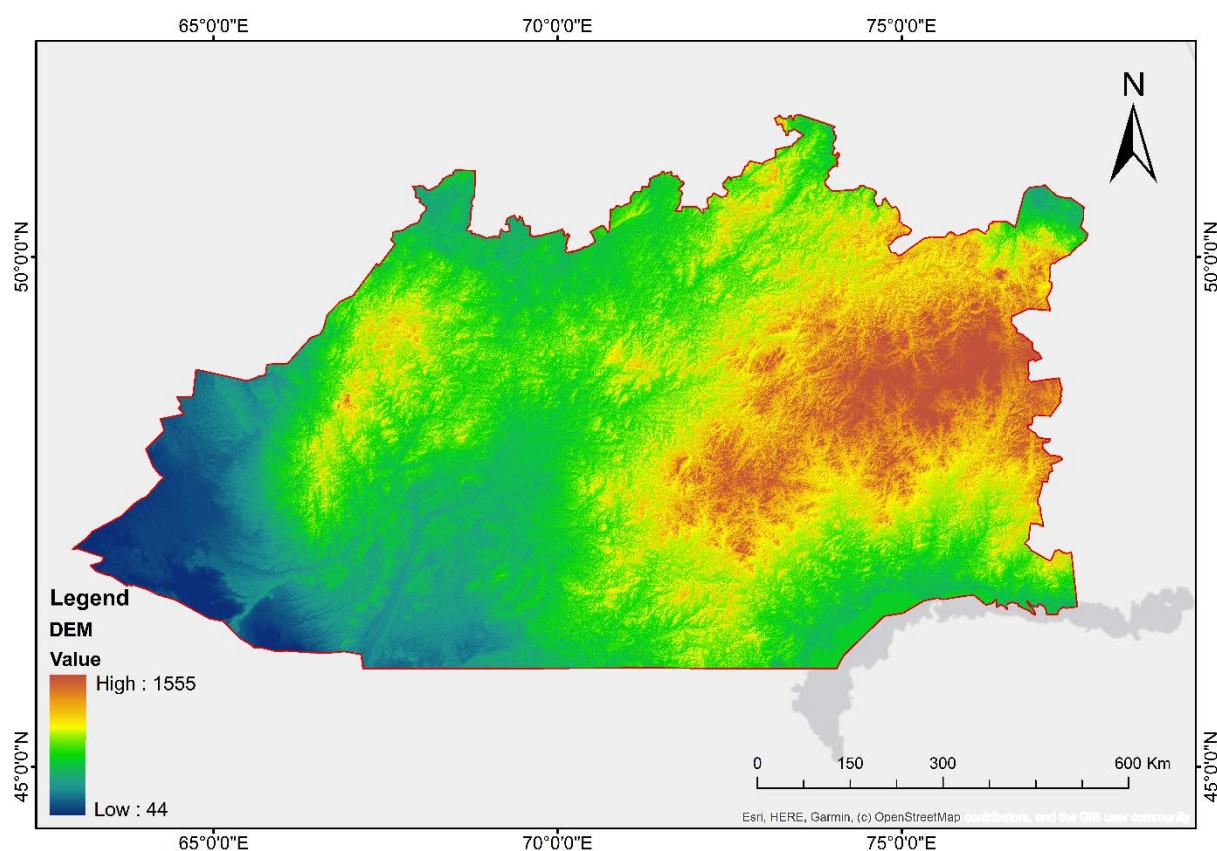 65°0'0"E 70°0'0"E 75°0'0"E
N
50°0'0"N 50°0'0"N
Legend
DEM
Value
High : 1555
Low : 44
45°0'0"N 45°0'0"N
0 150 300 600 Km
Esri, HERE, Garmin, (c) OpenStreetMap contributors, and the GIS user community
65°0'0"E 70°0'0"E 75°0'0"E